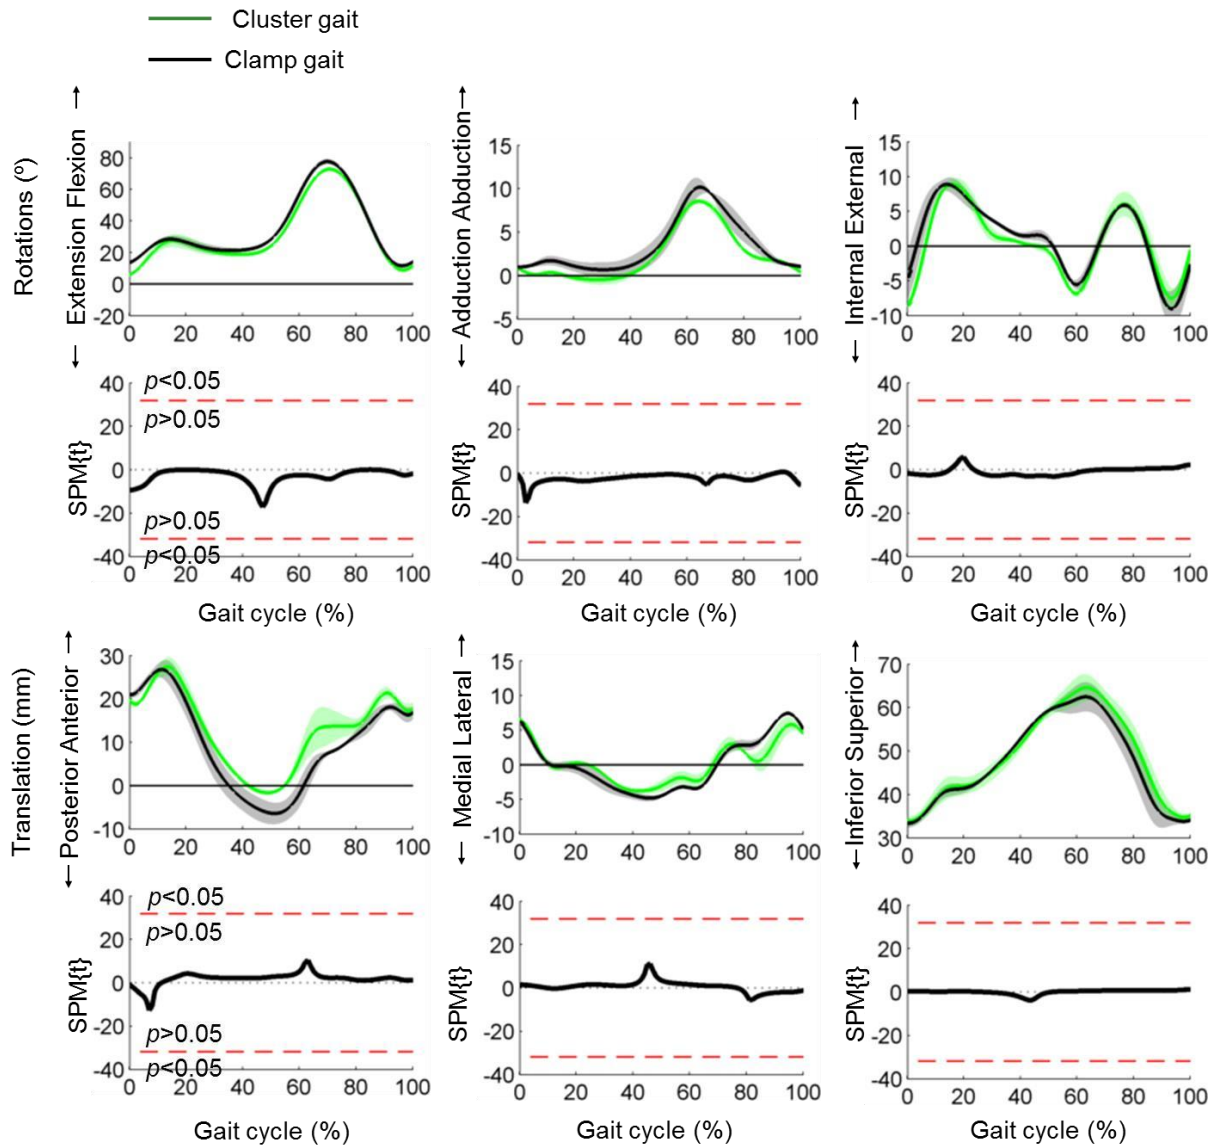 Cluster gait
Clamp gait
Rotations (º)
← Extension Flexion →
80
60
40
20
0
-20
0 20 40 60 80 100
← Adduction Abduction →
15
10
5
0
-5
0 20 40 60 80 100
← Internal External →
15
10
5
0
-5
-10
0 20 40 60 80 100
SPM{t}
40
20
0
-20
-40
p<0.05
p>0.05
p>0.05
p<0.05
0 20 40 60 80 100
Gait cycle (%)
SPM{t}
40
20
0
-20
-40
0 20 40 60 80 100
Gait cycle (%)
SPM{t}
40
20
0
-20
-40
0 20 40 60 80 100
Gait cycle (%)
Translation (mm)
← Posterior Anterior →
30
20
10
0
-10
0 20 40 60 80 100
← Medial Lateral →
15
10
5
0
-5
-10
0 20 40 60 80 100
← Inferior Superior →
70
60
50
40
30
0 20 40 60 80 100
SPM{t}
40
20
0
-20
-40
p<0.05
p>0.05
p>0.05
p<0.05
0 20 40 60 80 100
Gait cycle (%)
SPM{t}
40
20
0
-20
-40
0 20 40 60 80 100
Gait cycle (%)
SPM{t}
40
20
0
-20
-40
0 20 40 60 80 100
Gait cycle (%)